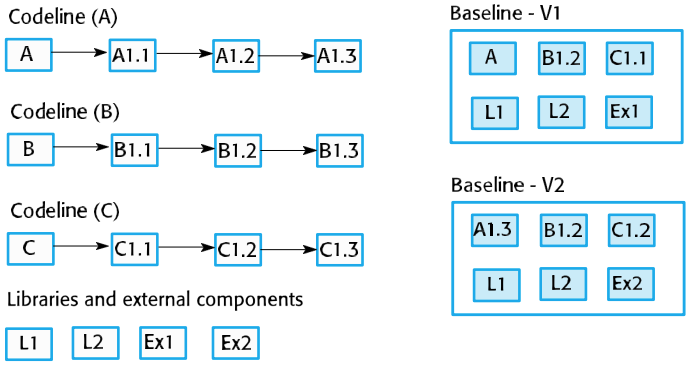 Codeline (A)
A A1.1 A1.2 A1.3
Codeline (B)
B B1.1 B1.2 B1.3
Codeline (C)
C C1.1 C1.2 C1.3
Libraries and external components
L1 L2 Ex1 Ex2
Baseline - V1
A B1.2 C1.1
L1 L2 Ex1
Baseline - V2
A1.3 B1.2 C1.2
L1 L2 Ex2